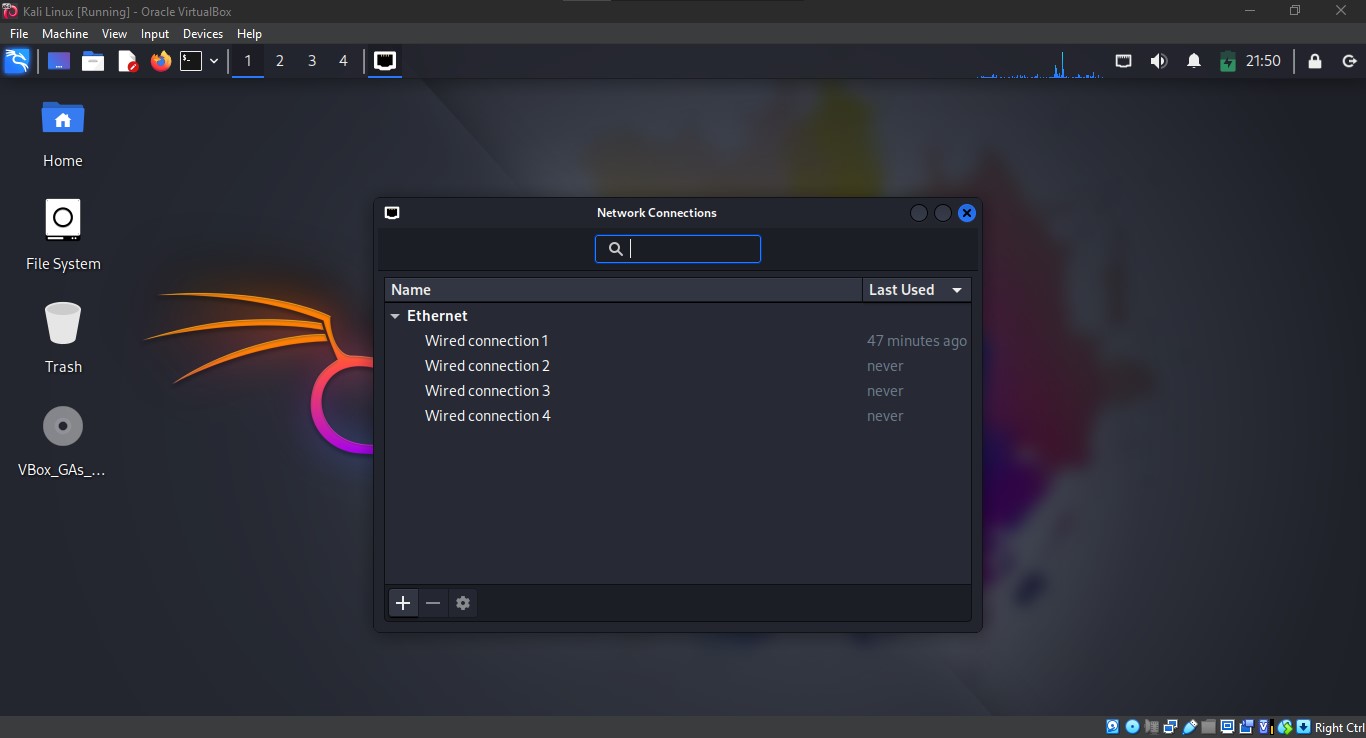 Kali Linux [Running] - Oracle VirtualBox
File Machine View Input Devices Help
1 2 3 4 21:50
Home
File System
Trash
VBox_GAs_...
Network Connections
Name Last Used
Ethernet
Wired connection 1 47 minutes ago
Wired connection 2 never
Wired connection 3 never
Wired connection 4 never
Right Ctrl